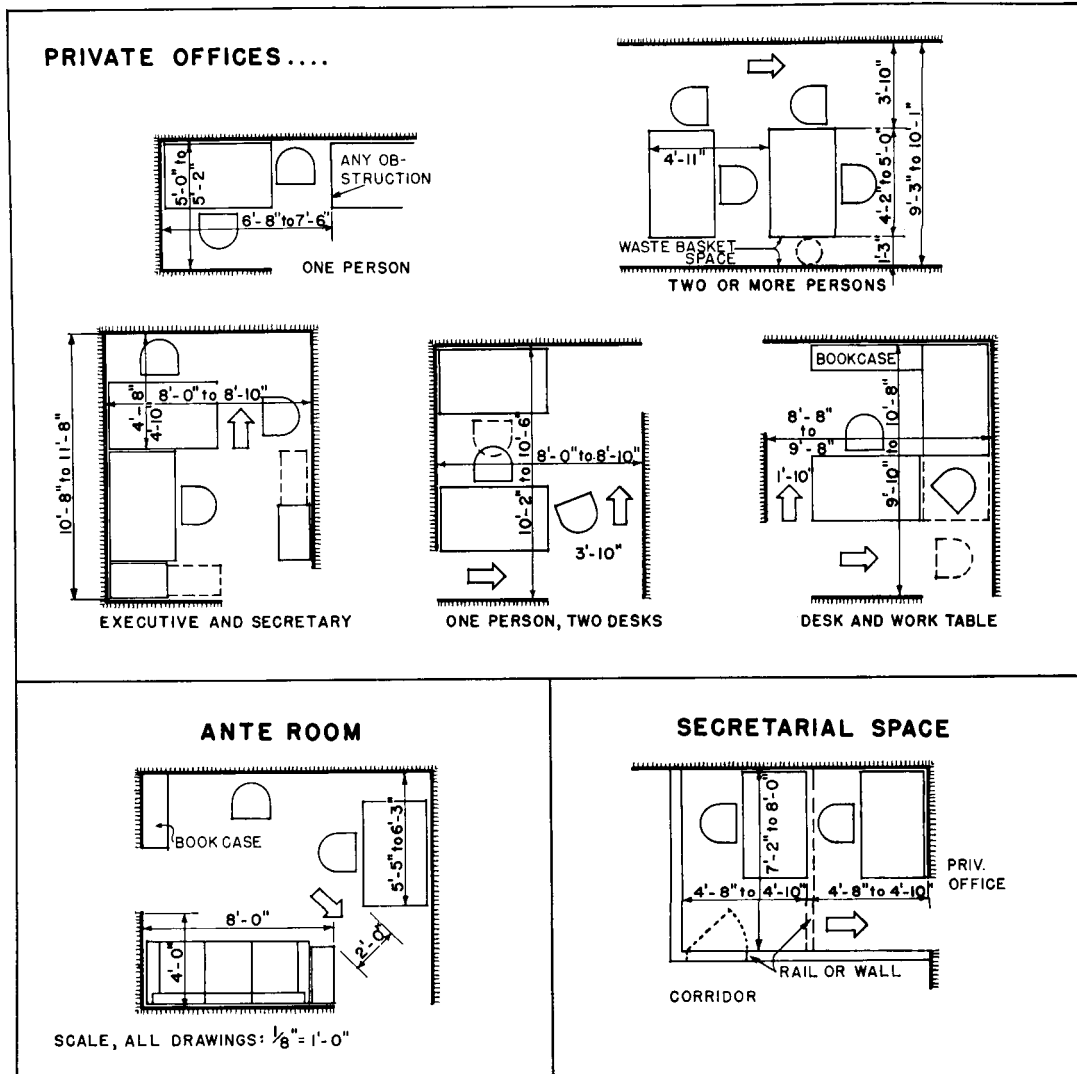 PRIVATE OFFICES....
5'-0" to
5'-2"
ANY OB-
STRUCTION
6'-8" to 7'-6"
ONE PERSON
4'-11"
3'-10"
4'-2" to 5'-0"
9'-3" to 10'-1"
1'-3"
WASTE BASKET
SPACE
TWO OR MORE PERSONS
10'-8" to 11'-8"
4'-8"
4'-10"
8'-0" to 8'-10"
EXECUTIVE AND SECRETARY
8'-0" to 8'-10"
10'-2" to 10'-6"
3'-10"
ONE PERSON, TWO DESKS
BOOKCASE
8'-8"
to
9'-8"
9'-10" to 10'-8"
1'-10"
DESK AND WORK TABLE
ANTE ROOM
BOOKCASE
5'-5" to 6'-3"
8'-0"
4'-0"
2'-0"
SCALE, ALL DRAWINGS: 1/8" = 1'-0"
SECRETARIAL SPACE
7'-2" to 8'-0"
4'-8" to 4'-10"
4'-8" to 4'-10"
PRIV.
OFFICE
RAIL OR WALL
CORRIDOR